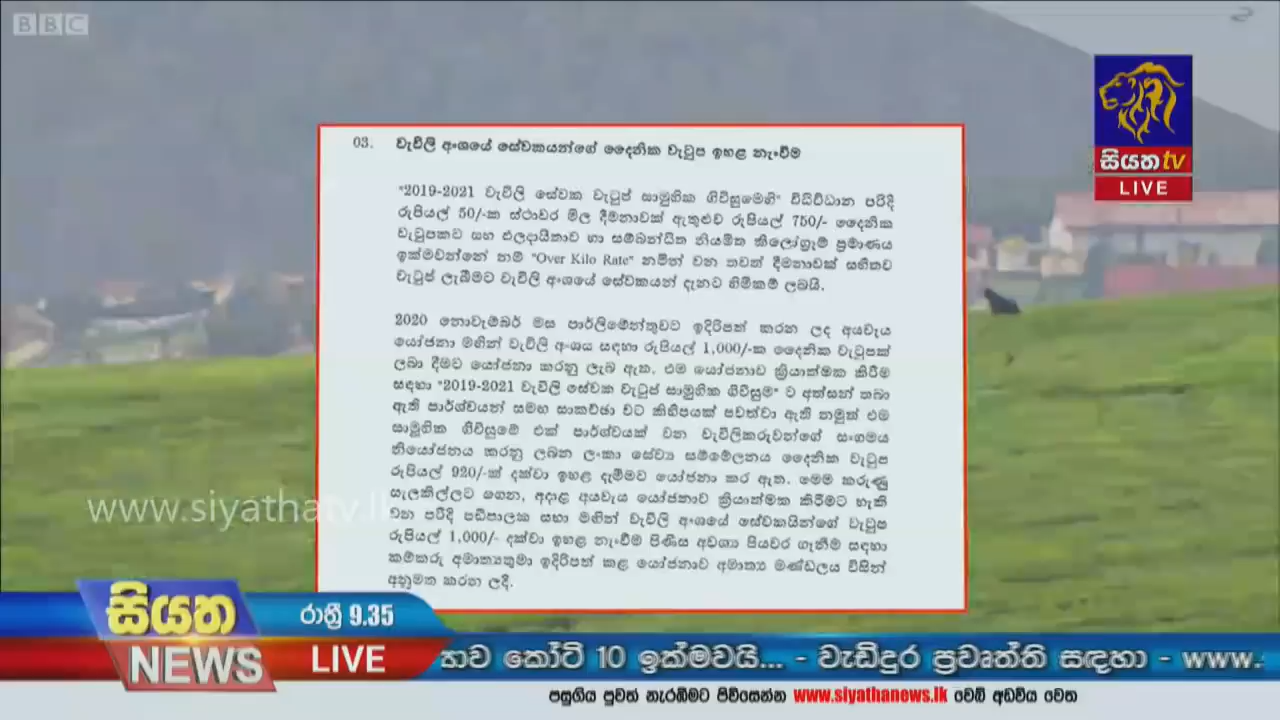 BBC
සියත tv
LIVE
03. වැවිලි අංශයේ සේවකයන්ගේ දෛනික වැටුප ඉහළ නැංවීම
"2019-2021 වැවිලි සේවක වැටුප් සාමූහික ගිවිසුමෙහි" විධිවිධාන පරිදි
රුපියල් 50/-ක ස්ථාවර මිල දීමනාවක් ඇතුළුව රුපියල් 750/- දෛනික
වැටුපකට සහ ඵලදායීතාව හා සම්බන්ධිත නියමිත කිලෝග්‍රෑම් ප්‍රමාණය
ඉක්මවන්නේ නම් "Over Kilo Rate" නමින් වන තවත් දීමනාවක් සහිතව
වැටුප් ලැබීමට වැවිලි අංශයේ සේවකයන් දැනට හිමිකම් ලබයි.
2020 නොවැම්බර් මස පාර්ලිමේන්තුවට ඉදිරිපත් කරන ලද අයවැය
යෝජනා මඟින් වැවිලි අංශය සඳහා රුපියල් 1,000/-ක දෛනික වැටුපක්
ලබා දීමට යෝජනා කරනු ලැබ ඇත. එම යෝජනාව ක්‍රියාත්මක කිරීම
සඳහා "2019-2021 වැවිලි සේවක වැටුප් සාමූහික ගිවිසුම" ට අත්සන් තබා
ඇති පාර්ශ්වයන් සමඟ සාකච්ඡා වට කිහිපයක් පවත්වා ඇති නමුත් එම
සාමූහික ගිවිසුමේ එක් පාර්ශ්වයක් වන වැවිලිකරුවන්ගේ සංගමය
නියෝජනය කරනු ලබන ලංකා සේව්‍ය සම්මේලනය දෛනික වැටුප
රුපියල් 920/-ක් දක්වා ඉහළ දැමීමට යෝජනා කර ඇත. මෙම කරුණු
සැලකිල්ලට ගෙන, අදාළ අයවැය යෝජනාව ක්‍රියාත්මක කිරීමට හැකි
වන පරිදි පඩිපාලක සභා මඟින් වැවිලි අංශයේ සේවකයින්ගේ වැටුප
රුපියල් 1,000/- දක්වා ඉහළ නැංවීම පිණිස අවශ්‍ය පියවර ගැනීම සඳහා
කම්කරු අමාත්‍යතුමා ඉදිරිපත් කළ යෝජනාව අමාත්‍ය මණ්ඩලය විසින්
අනුමත කරන ලදී.
www.siyathatv.lk
සියත
NEWS
රාත්‍රී 9.35
LIVE
කෝටි 10 ඉක්මවයි... - වැඩිදුර ප්‍රවෘත්ති සඳහා - www.
පසුගිය පුවත් නැරඹීමට පිවිසෙන්න www.siyathanews.lk වෙබ් අඩවිය වෙත